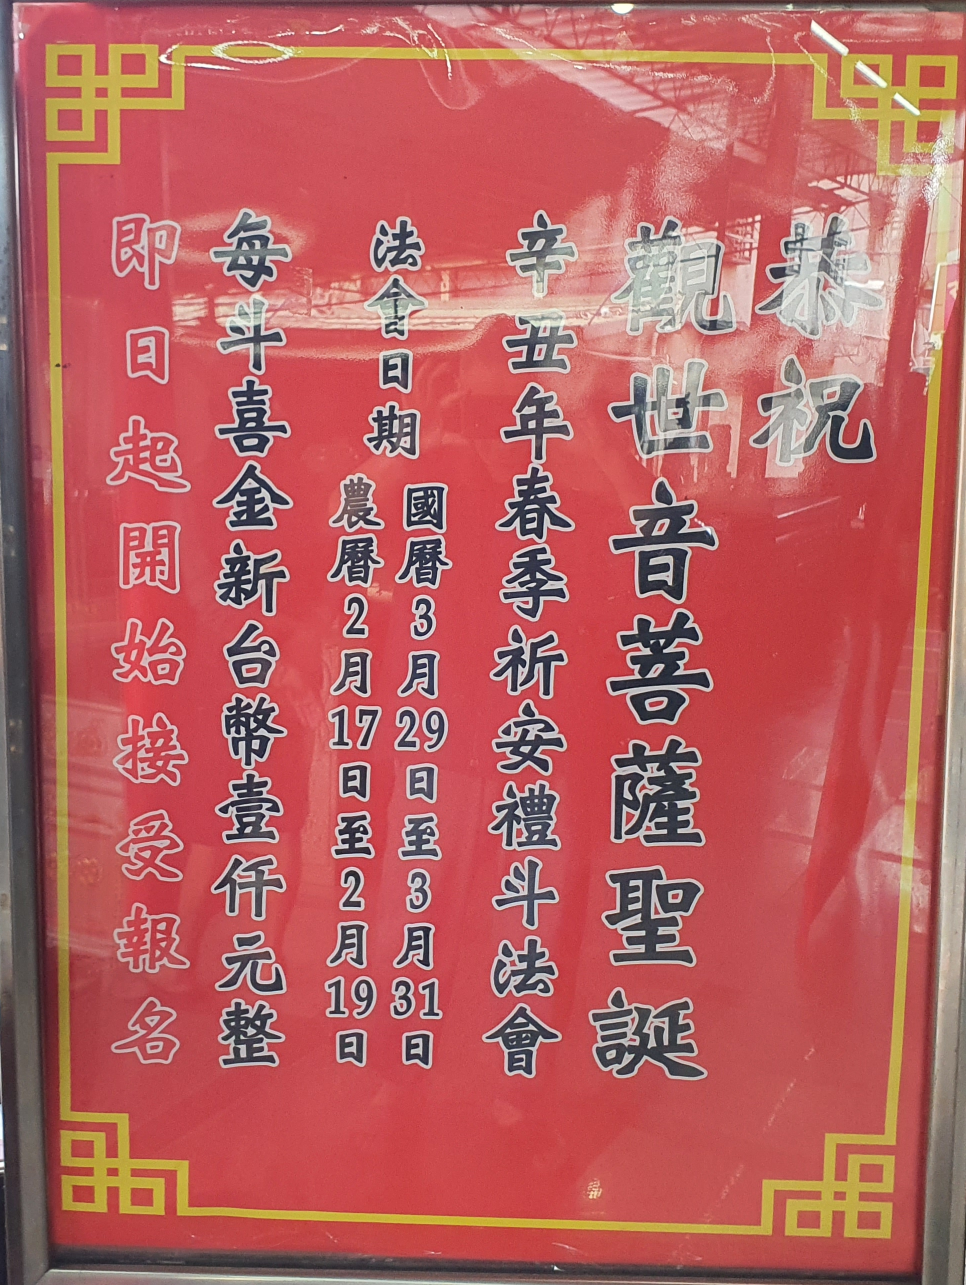 恭祝
觀世音菩薩聖誕
辛丑年春季祈安禮斗法會
法會日期
國曆3月29日至3月31日
農曆2月17日至2月19日
每斗喜金新台幣壹仟元整
即日起開始接受報名